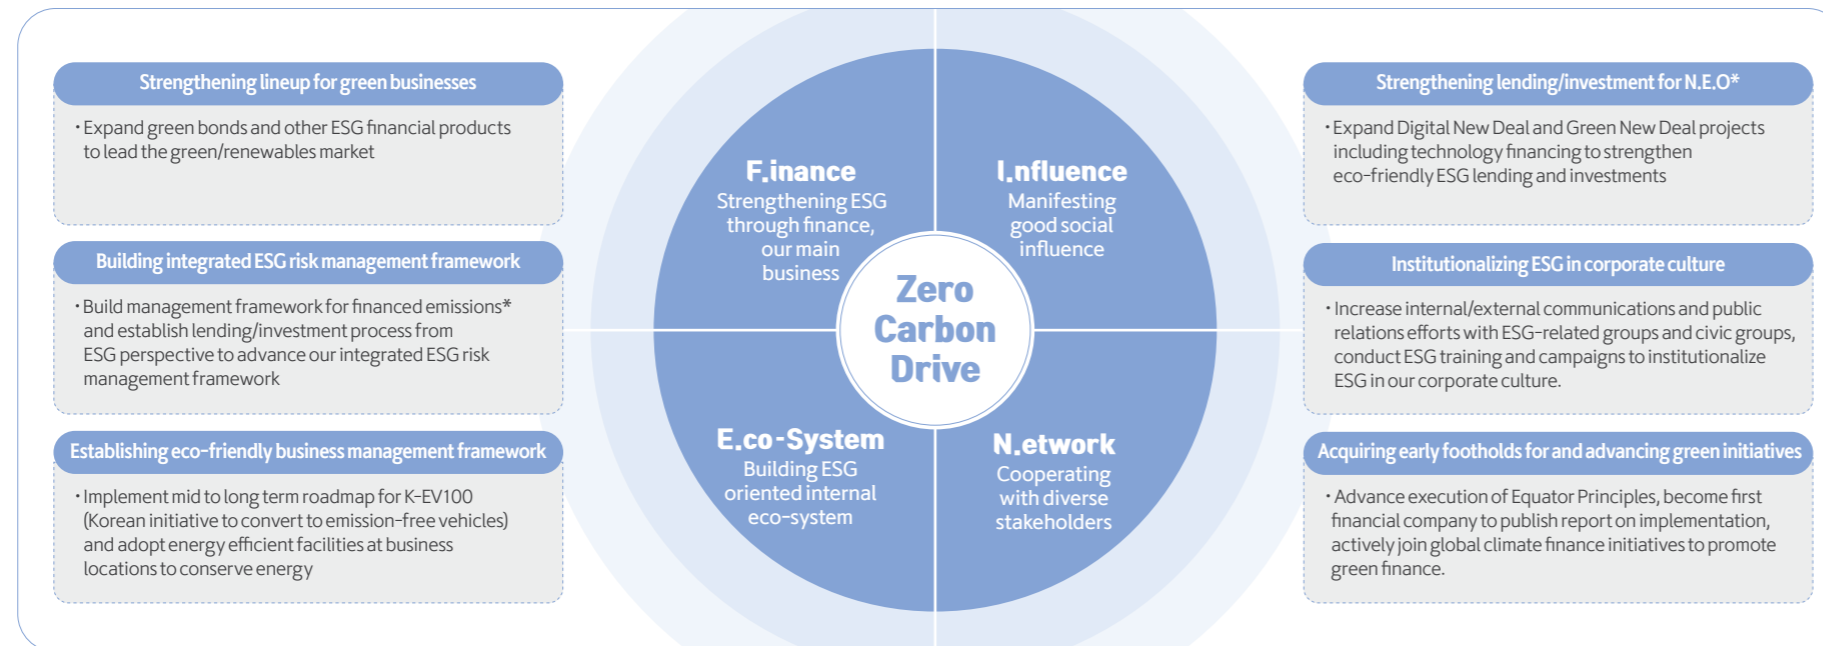 Strengthening lineup for green businesses
· Expand green bonds and other ESG financial products
to lead the green/renewables market
Building integrated ESG risk management framework
· Build management framework for financed emissions*
and establish lending/investment process from
ESG perspective to advance our integrated ESG risk
management framework
Establishing eco-friendly business management framework
· Implement mid to long term roadmap for K-EV100
(Korean initiative to convert to emission-free vehicles)
and adopt energy efficient facilities at business
locations to conserve energy
F.inance
Strengthening ESG
through finance,
our main
business
I.nfluence
Manifesting
good social
influence
Zero
Carbon
Drive
E.co-System
Building ESG
oriented internal
eco-system
N.etwork
Cooperating
with diverse
stakeholders
Strengthening lending/investment for N.E.O*
· Expand Digital New Deal and Green New Deal projects
including technology financing to strengthen
eco-friendly ESG lending and investments
Institutionalizing ESG in corporate culture
· Increase internal/external communications and public
relations efforts with ESG-related groups and civic groups,
conduct ESG training and campaigns to institutionalize
ESG in our corporate culture.
Acquiring early footholds for and advancing green initiatives
· Advance execution of Equator Principles, become first
financial company to publish report on implementation,
actively join global climate finance initiatives to promote
green finance.